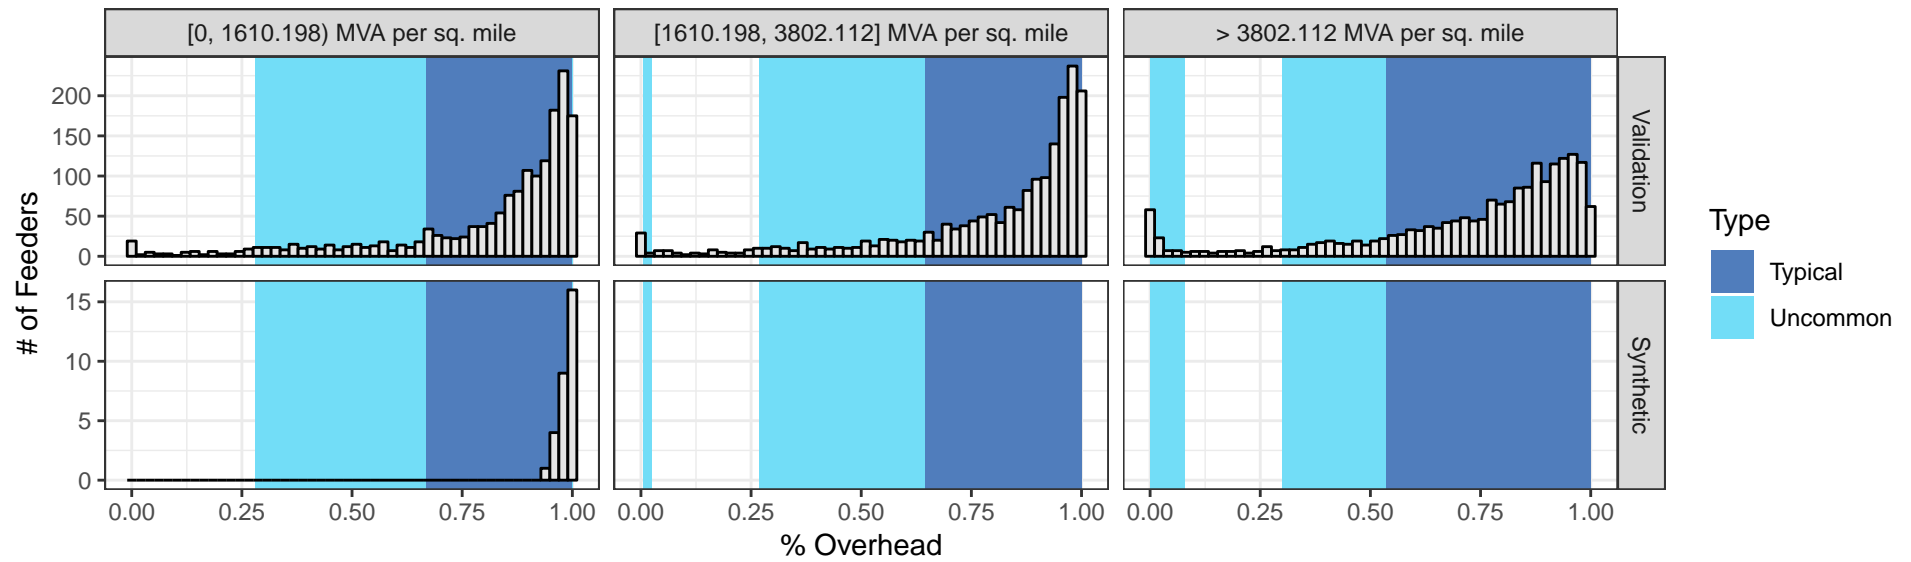 [0, 1610.198) MVA per sq. mile
[1610.198, 3802.112] MVA per sq. mile
> 3802.112 MVA per sq. mile
# of Feeders
200
150
100
50
0
Validation
15
10
5
0
Synthetic
0.00 0.25 0.50 0.75 1.00
0.00 0.25 0.50 0.75 1.00
0.00 0.25 0.50 0.75 1.00
% Overhead
Type
Typical
Uncommon